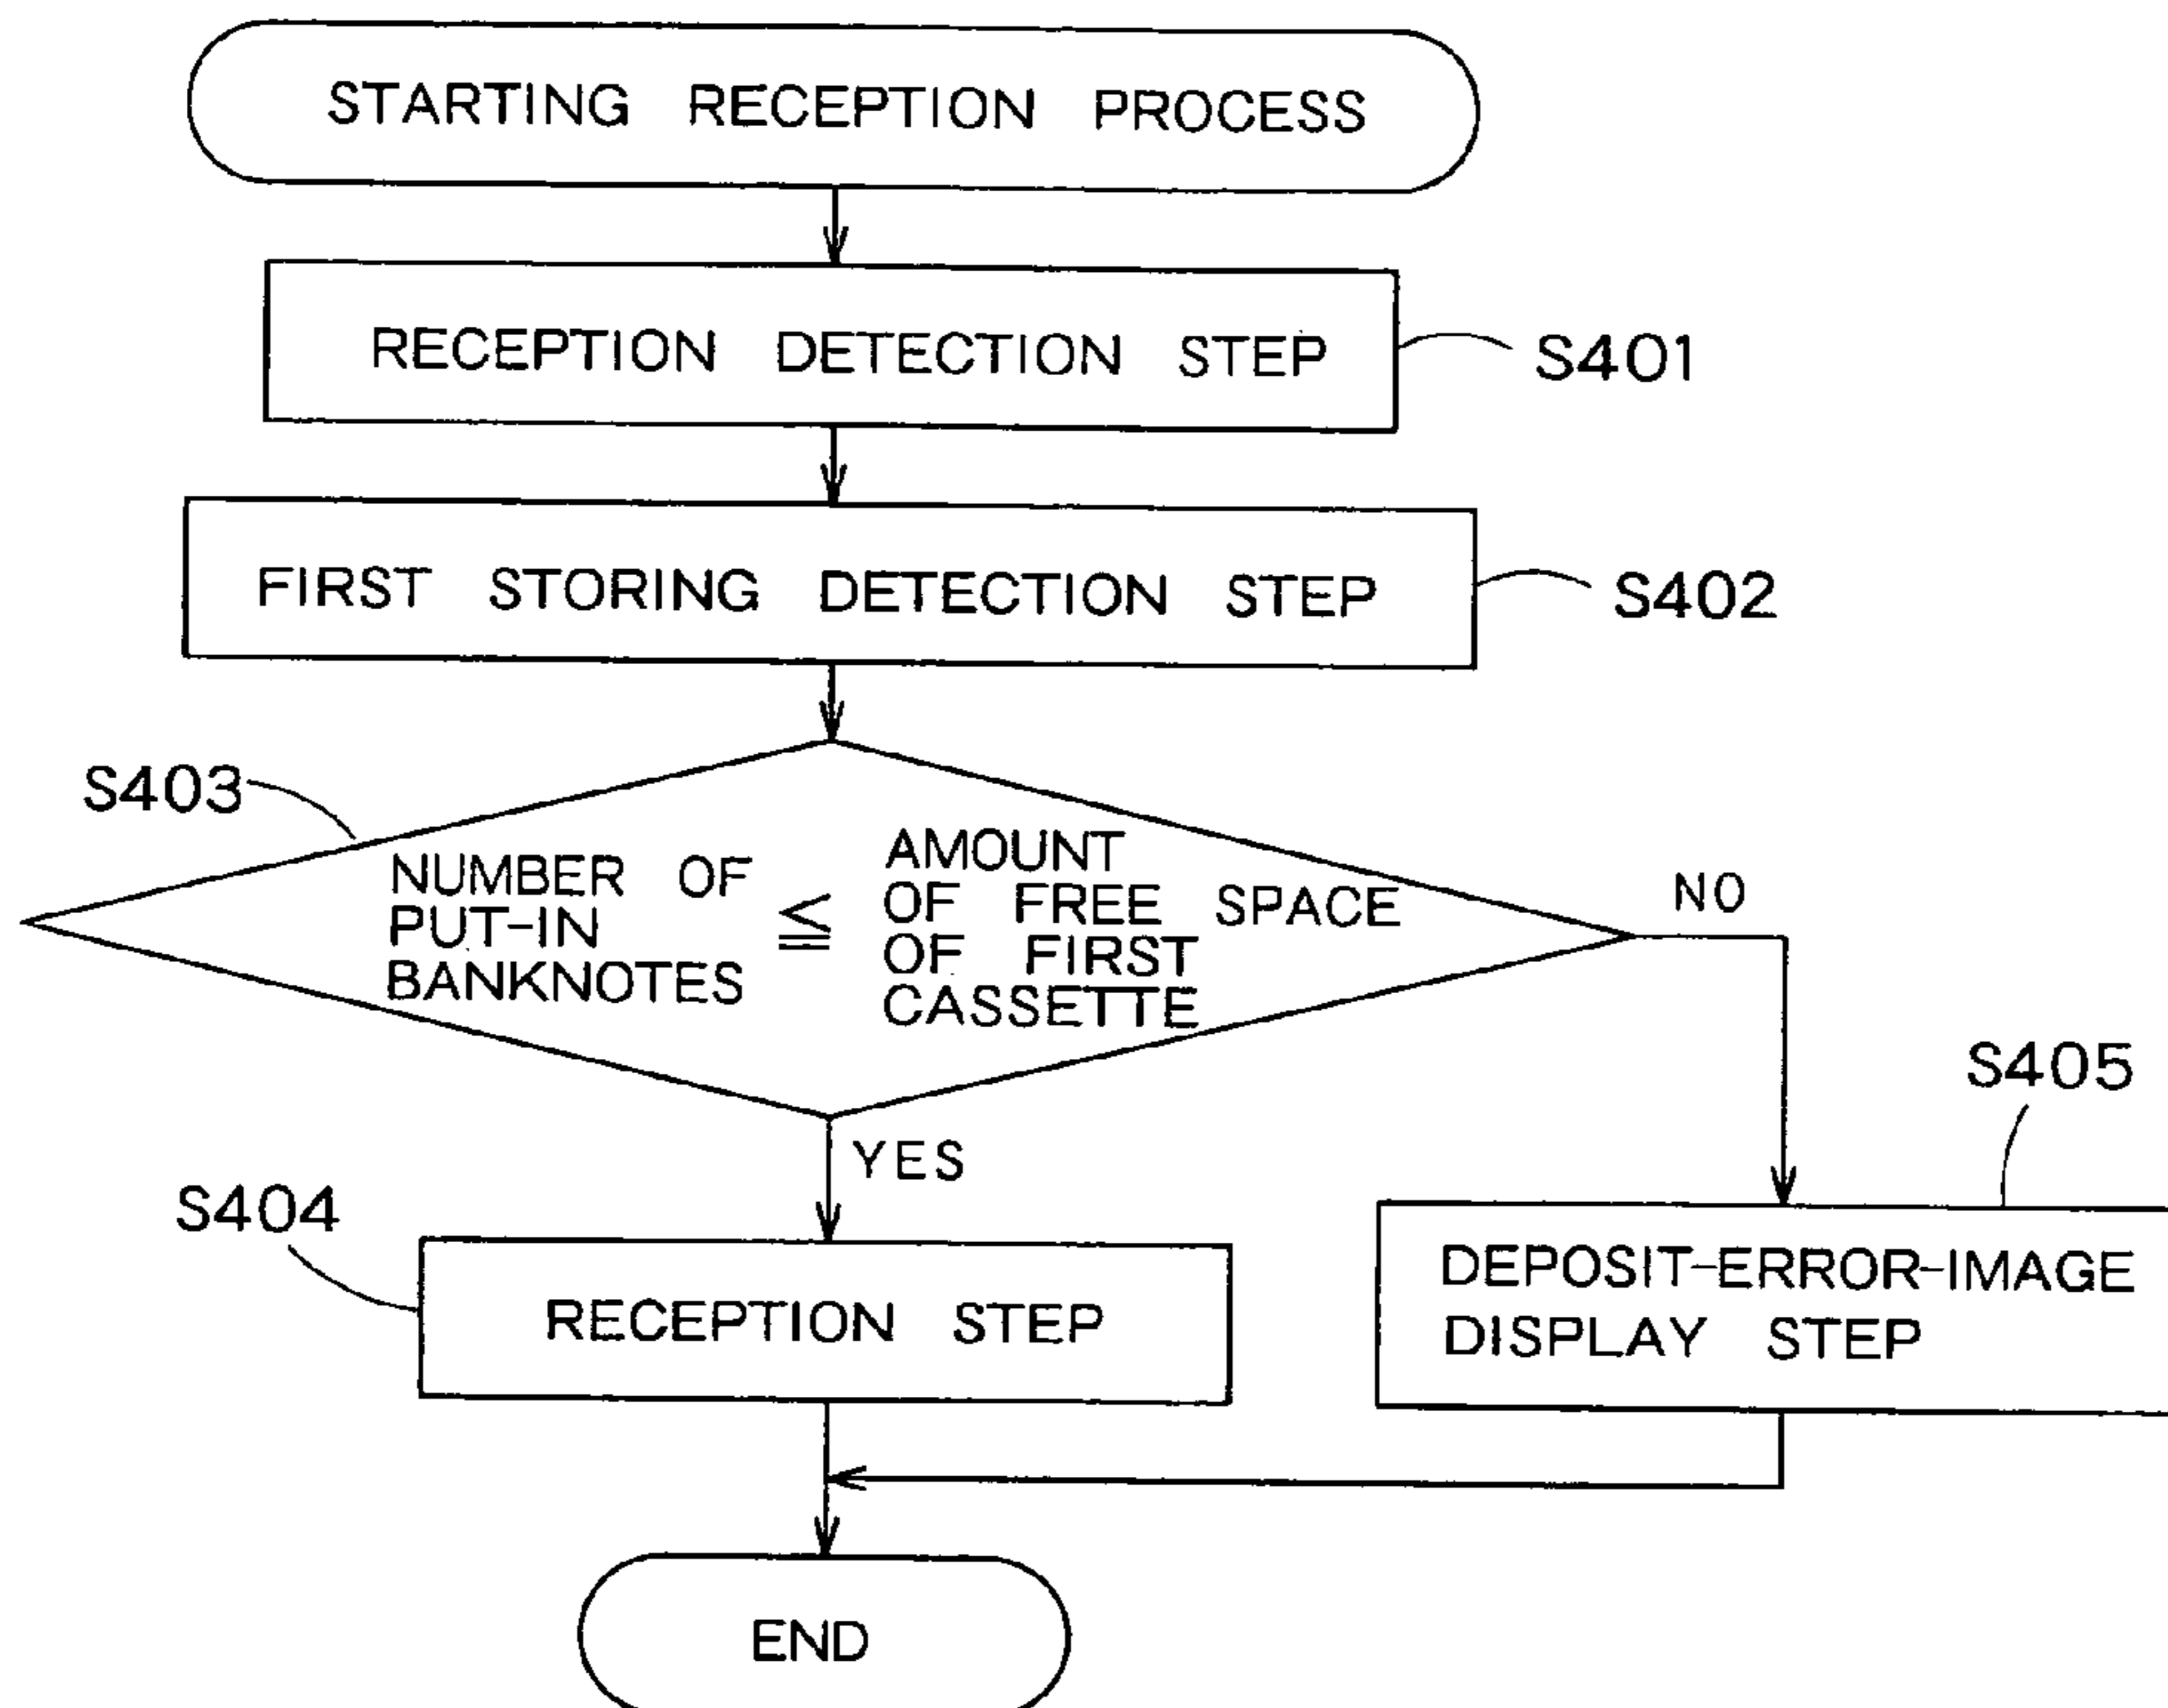 STARTING RECEPTION PROCESS
RECEPTION DETECTION STEP
S401
FIRST STORING DETECTION STEP
S402
S403
NUMBER OF
PUT-IN
BANKNOTES
≦
AMOUNT
OF FREE SPACE
OF FIRST
CASSETTE
NO
YES
S404
RECEPTION STEP
S405
DEPOSIT-ERROR-IMAGE
DISPLAY STEP
END